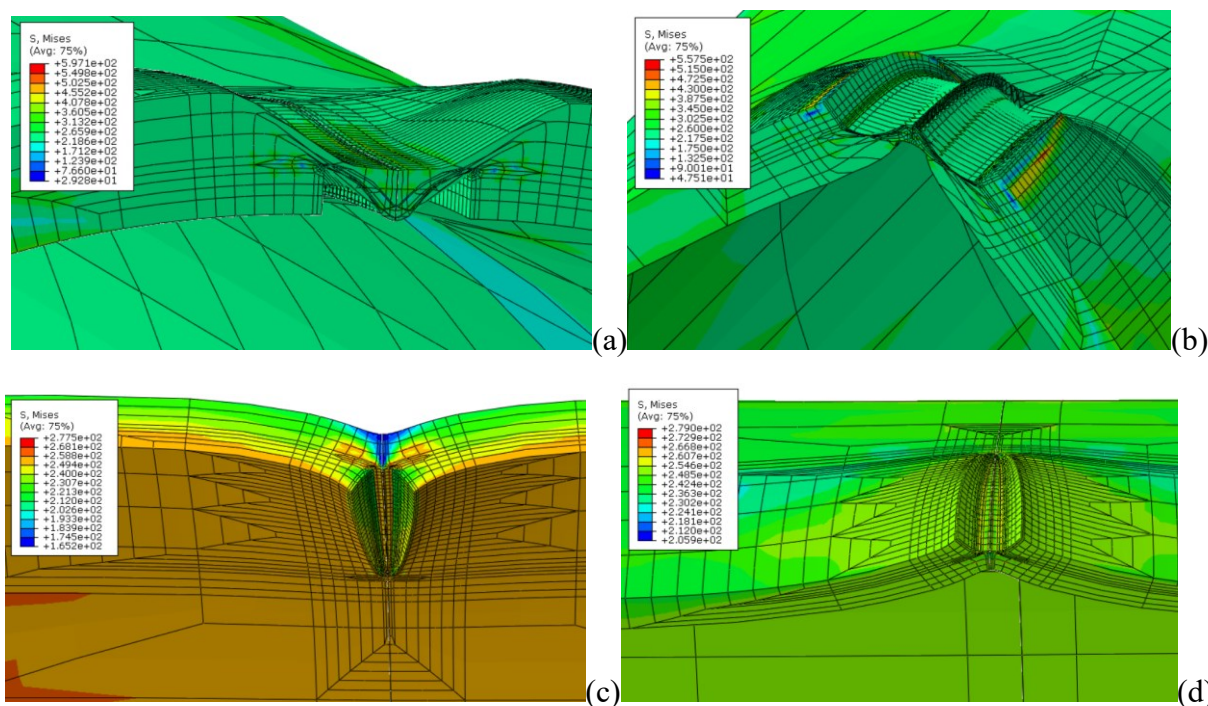 S, Mises
(Avg: 75%)
+5.971e+02
+5.498e+02
+5.025e+02
+4.552e+02
+4.078e+02
+3.605e+02
+3.132e+02
+2.659e+02
+2.186e+02
+1.712e+02
+1.239e+02
+7.660e+01
+2.928e+01
(a)
S, Mises
(Avg: 75%)
+5.575e+02
+5.150e+02
+4.725e+02
+4.300e+02
+3.875e+02
+3.450e+02
+3.025e+02
+2.600e+02
+2.175e+02
+1.750e+02
+1.325e+02
+9.001e+01
+4.751e+01
(b)
S, Mises
(Avg: 75%)
+2.775e+02
+2.681e+02
+2.588e+02
+2.494e+02
+2.400e+02
+2.307e+02
+2.213e+02
+2.120e+02
+2.026e+02
+1.933e+02
+1.839e+02
+1.745e+02
+1.652e+02
(c)
S, Mises
(Avg: 75%)
+2.790e+02
+2.729e+02
+2.668e+02
+2.607e+02
+2.546e+02
+2.485e+02
+2.424e+02
+2.363e+02
+2.302e+02
+2.241e+02
+2.181e+02
+2.120e+02
+2.059e+02
(d)